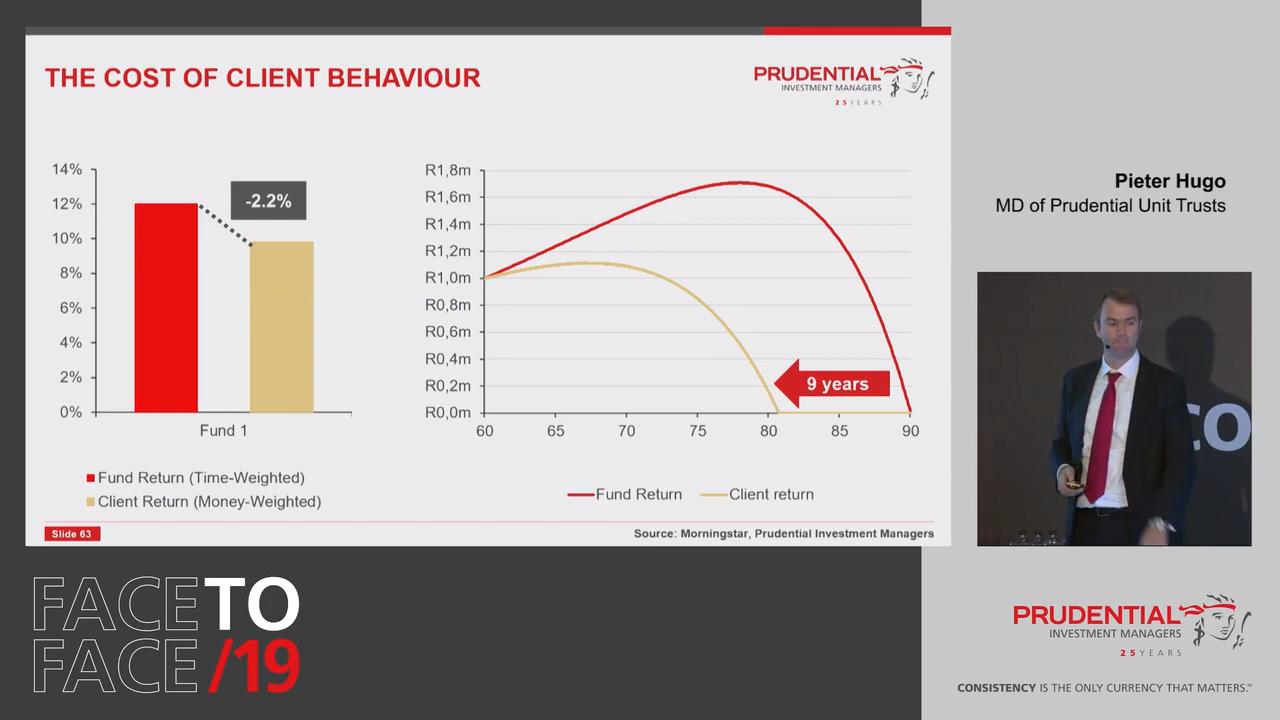 THE COST OF CLIENT BEHAVIOUR
PRUDENTIAL
INVESTMENT MANAGERS
25 YEARS
14%
12%
10%
8%
6%
4%
2%
0%
-2.2%
Fund 1
Fund Return (Time-Weighted)
Client Return (Money-Weighted)
R1,8m
R1,6m
R1,4m
R1,2m
R1,0m
R0,8m
R0,6m
R0,4m
R0,2m
R0,0m
9 years
60 65 70 75 80 85 90
Fund Return Client return
Slide 63
Source: Morningstar, Prudential Investment Managers
Pieter Hugo
MD of Prudential Unit Trusts
CO
FACE TO
FACE /19
PRUDENTIAL
INVESTMENT MANAGERS
25 YEARS
CONSISTENCY IS THE ONLY CURRENCY THAT MATTERS.™